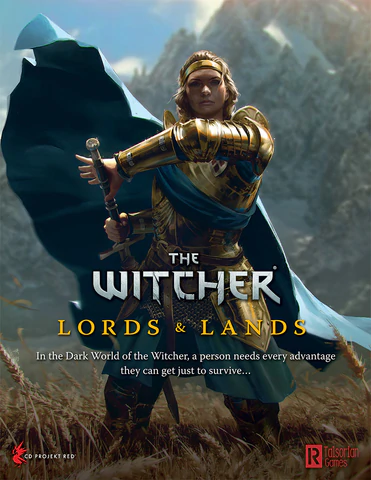 THE
WITCHER
LORDS & LANDS
In the Dark World of the Witcher, a person needs every advantage
they can get just to survive...
CD PROJEKT RED
R Talsorian
Games